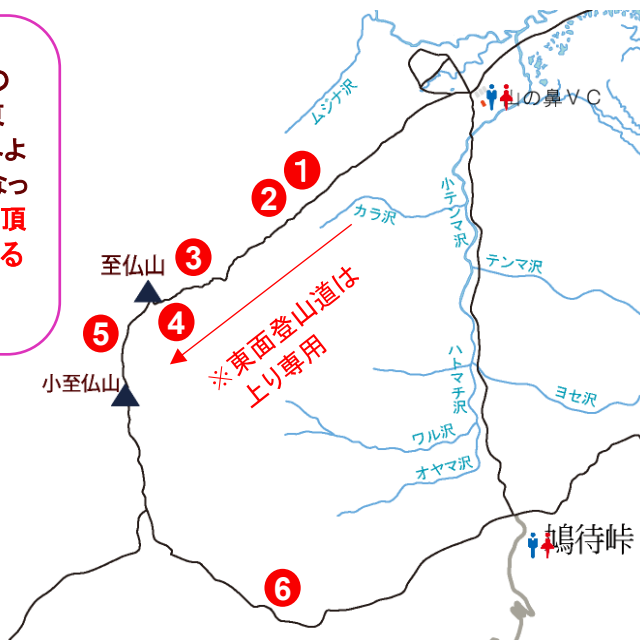 の
よ
なっ
頂
る
ムジナ沢
山の鼻VC
1
2
カラ沢
小テンマ沢
3
至仏山
テンマ沢
4
※東面登山道は
上り専用
5
小至仏山
ハトマチ沢
ヨセ沢
ワル沢
オヤマ沢
鳩待峠
6